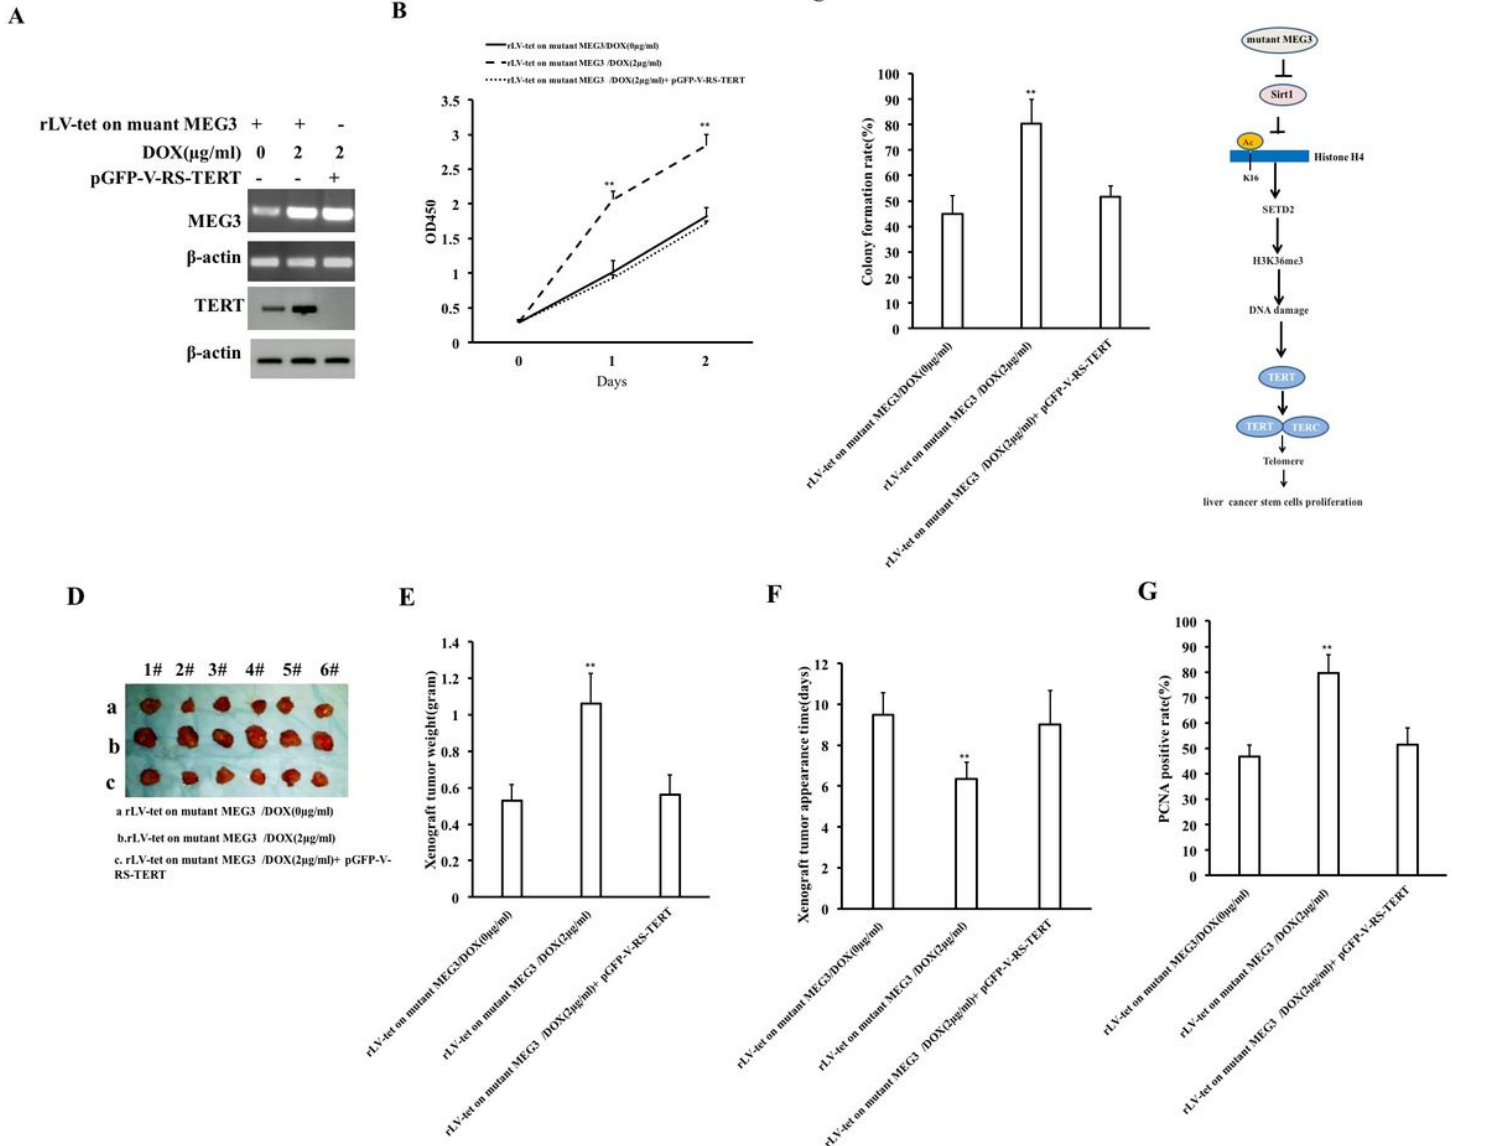 A
rLV-tet on muant MEG3 + + -
DOX(μg/ml) 0 2 2
pGFP-V-RS-TERT - - +
MEG3
β-actin
TERT
β-actin
B
rLV-tet on mutant MEG3/DOX(0μg/ml)
rLV-tet on mutant MEG3 /DOX(2μg/ml)
rLV-tet on mutant MEG3 /DOX(2μg/ml)+ pGFP-V-RS-TERT
OD450
3.5
3
2.5
2
1.5
1
0.5
0
**
**
0 1 2
Days
Colony formation rate(%)
100
90
80
70
60
50
40
30
20
10
0
**
rLV-tet on mutant MEG3/DOX(0μg/ml)
rLV-tet on mutant MEG3 /DOX(2μg/ml)
rLV-tet on mutant MEG3 /DOX(2μg/ml)+ pGFP-V-RS-TERT
mutant MEG3
Sirt1
Ac
Histone H4
K16
SETD2
H3K36me3
DNA damage
TERT
TERT TERC
Telomere
liver cancer stem cells proliferation
D
1# 2# 3# 4# 5# 6#
a
b
c
a rLV-tet on mutant MEG3 /DOX(0μg/ml)
b.rLV-tet on mutant MEG3 /DOX(2μg/ml)
c. rLV-tet on mutant MEG3 /DOX(2μg/ml)+ pGFP-V-
RS-TERT
E
Xenograft tumor weight(gram)
1.4
1.2
1
0.8
0.6
0.4
0.2
0
**
rLV-tet on mutant MEG3/DOX(0μg/ml)
rLV-tet on mutant MEG3 /DOX(2μg/ml)
rLV-tet on mutant MEG3 /DOX(2μg/ml)+ pGFP-V-RS-TERT
F
Xenograft tumor appearance time(days)
12
10
8
6
4
2
0
**
rLV-tet on mutant MEG3/DOX(0μg/ml)
rLV-tet on mutant MEG3 /DOX(2μg/ml)
rLV-tet on mutant MEG3 /DOX(2μg/ml)+ pGFP-V-RS-TERT
G
PCNA positive rate(%)
100
90
80
70
60
50
40
30
20
10
0
**
rLV-tet on mutant MEG3/DOX(0μg/ml)
rLV-tet on mutant MEG3 /DOX(2μg/ml)
rLV-tet on mutant MEG3 /DOX(2μg/ml)+ pGFP-V-RS-TERT